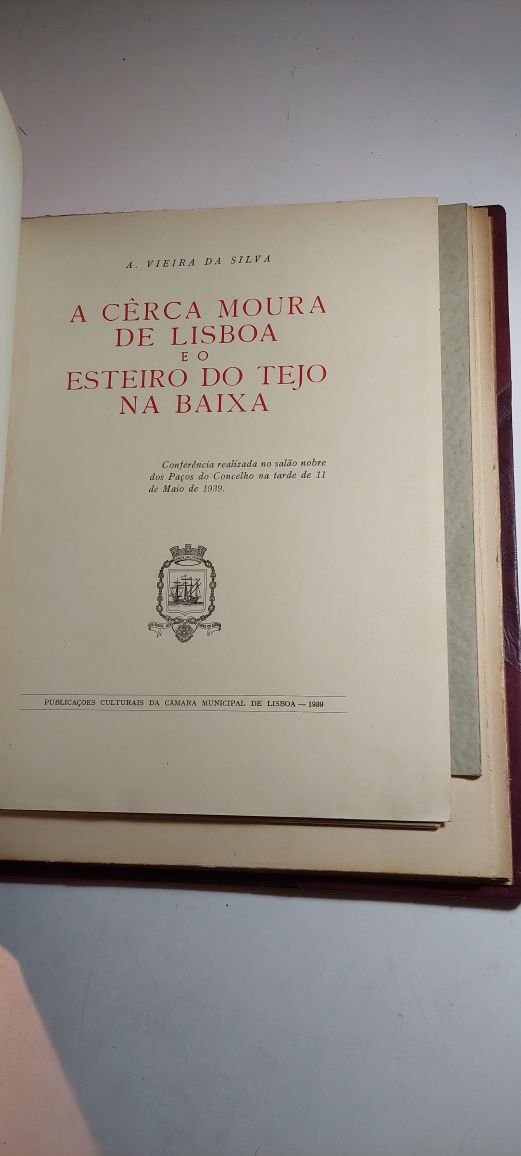 A. VIEIRA DA SILVA
A CÊRCA MOURA
DE LISBOA
E O
ESTEIRO DO TEJO
NA BAIXA
Conferência realizada no salão nobre
dos Paços do Concelho na tarde de 11
de Maio de 1939.
PUBLICAÇÕES CULTURAIS DA CÂMARA MUNICIPAL DE LISBOA — 1939